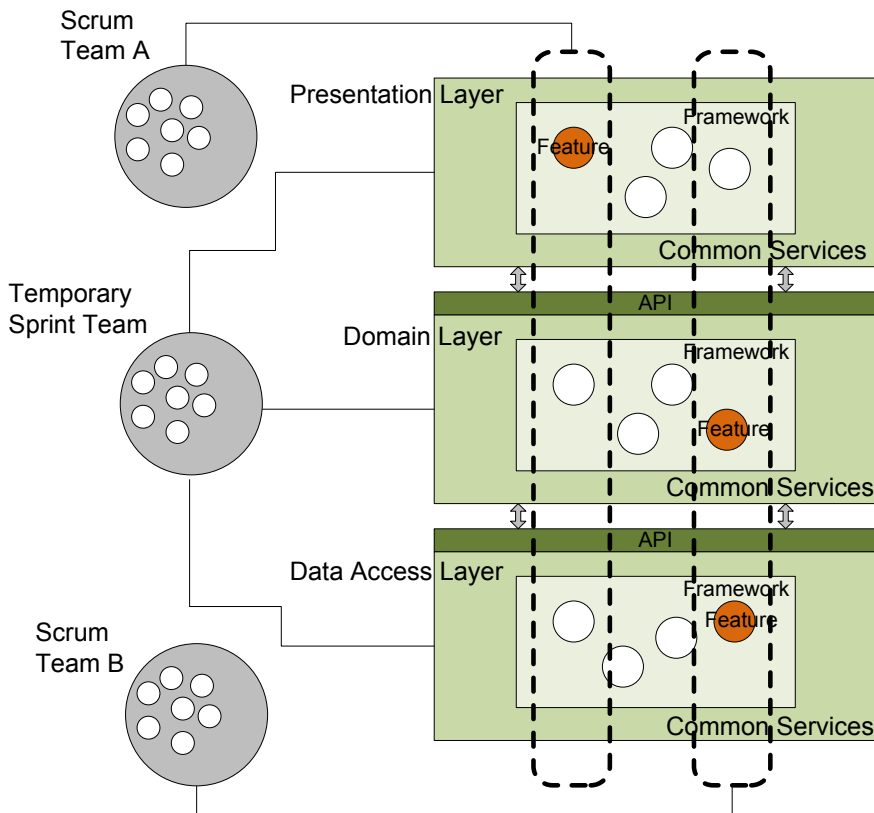 Scrum
Team A
Presentation Layer
Framework
Feature
Common Services
Temporary
Sprint Team
API
Domain Layer
Framework
Feature
Common Services
API
Data Access Layer
Framework
Feature
Scrum
Team B
Common Services